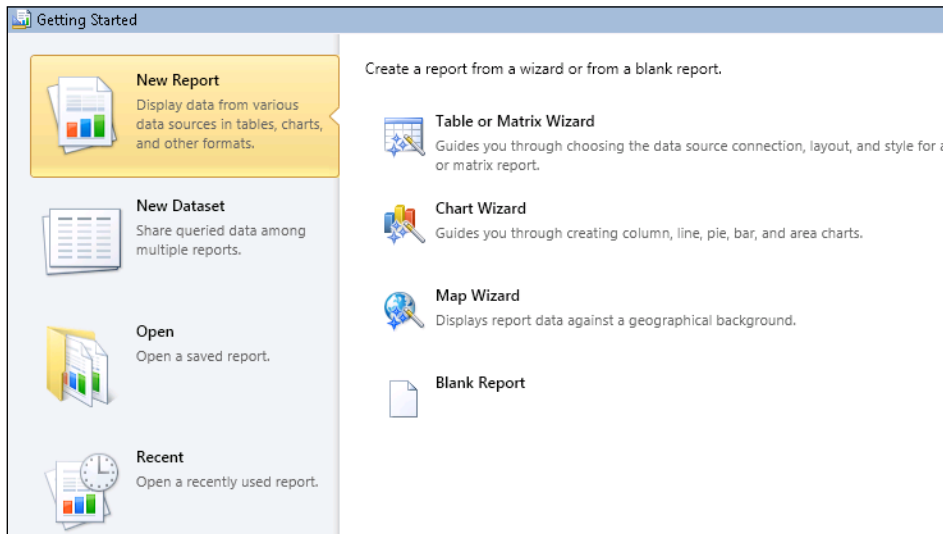 Getting Started
New Report
Display data from various
data sources in tables, charts,
and other formats.
New Dataset
Share queried data among
multiple reports.
Open
Open a saved report.
Recent
Open a recently used report.
Create a report from a wizard or from a blank report.
Table or Matrix Wizard
Guides you through choosing the data source connection, layout, and style for a
or matrix report.
Chart Wizard
Guides you through creating column, line, pie, bar, and area charts.
Map Wizard
Displays report data against a geographical background.
Blank Report